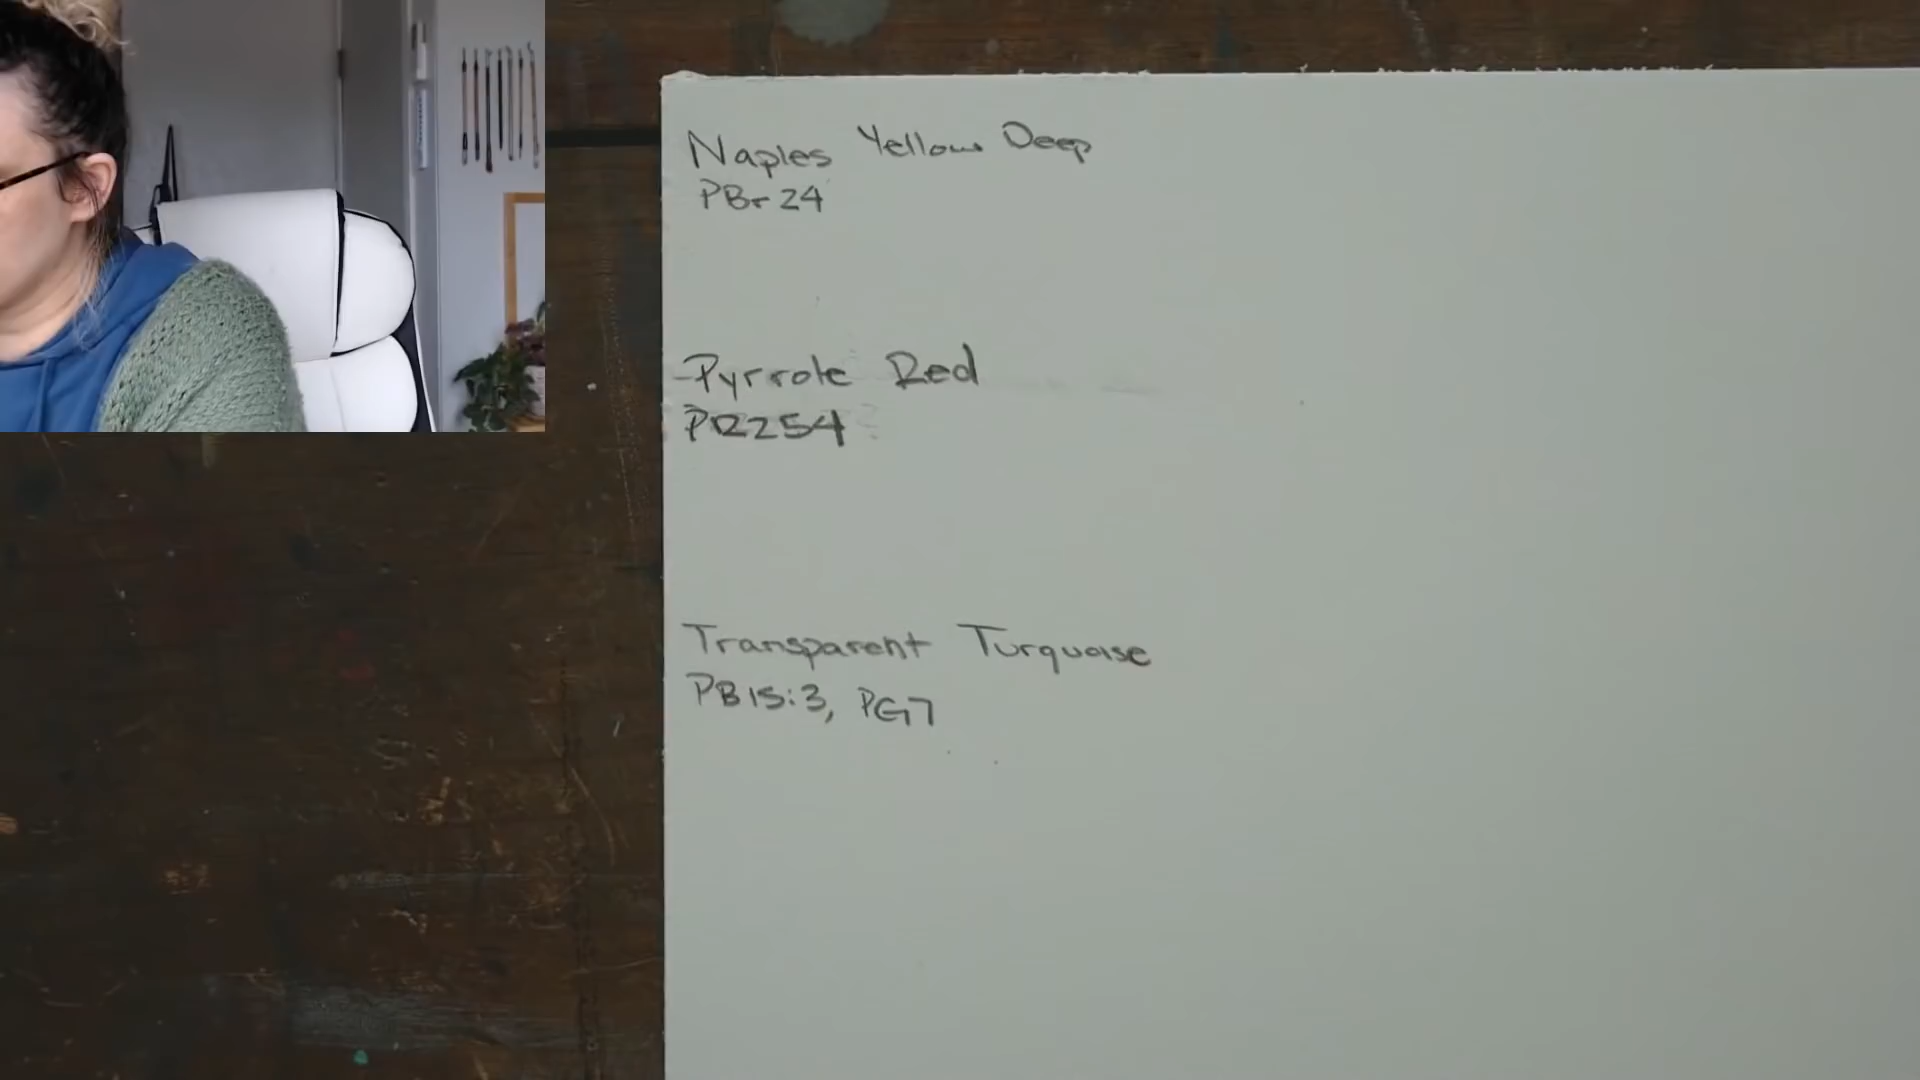 Naples Yellow Deep
PBr 24
Pyrrole Red
PR254
Transparent Turquoise
PB15:3, PG7